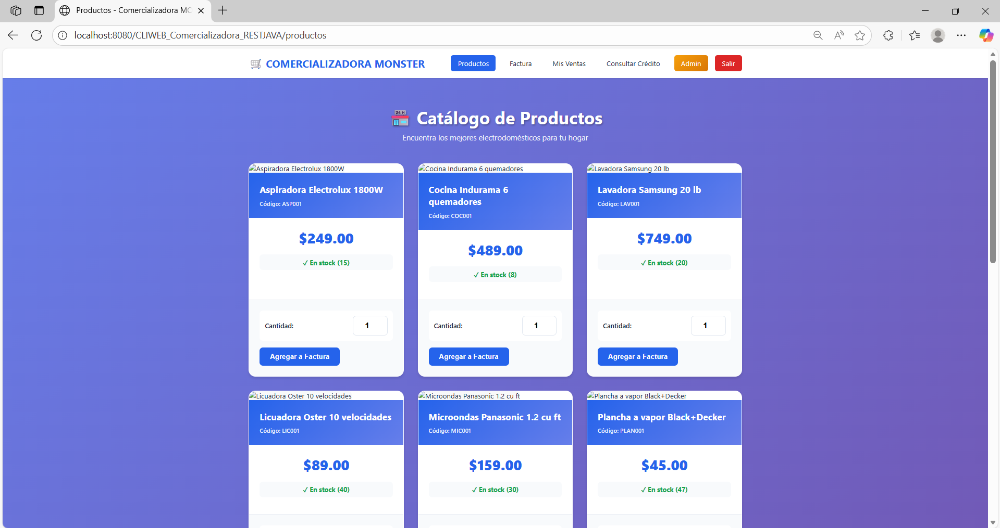 Productos - Comercializadora MO
localhost:8080/CLIWEB_Comercializadora_RESTJAVA/productos
COMERCIALIZADORA MONSTER
Productos
Factura
Mis Ventas
Consultar Crédito
Admin
Salir
24 H
Catálogo de Productos
Encuentra los mejores electrodomésticos para tu hogar
Aspiradora Electrolux 1800W
Aspiradora Electrolux 1800W
Código: ASP001
$249.00
✓ En stock (15)
Cantidad:
1
Agregar a Factura
Cocina Indurama 6 quemadores
Cocina Indurama 6
quemadores
Código: COC001
$489.00
✓ En stock (8)
Cantidad:
1
Agregar a Factura
Lavadora Samsung 20 lb
Lavadora Samsung 20 lb
Código: LAV001
$749.00
✓ En stock (20)
Cantidad:
1
Agregar a Factura
Licuadora Oster 10 velocidades
Licuadora Oster 10 velocidades
Código: LIC001
$89.00
✓ En stock (40)
Microondas Panasonic 1.2 cu ft
Microondas Panasonic 1.2 cu ft
Código: MIC001
$159.00
✓ En stock (30)
Plancha a vapor Black+Decker
Plancha a vapor Black+Decker
Código: PLAN001
$45.00
✓ En stock (47)